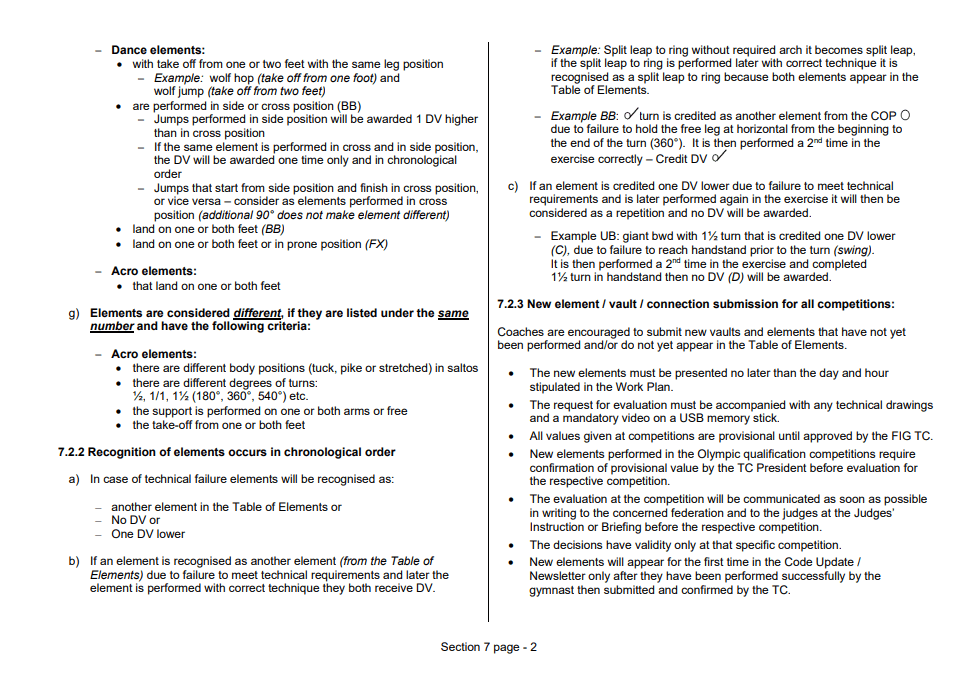 – Dance elements:
• with take off from one or two feet with the same leg position
– Example: wolf hop (take off from one foot) and
wolf jump (take off from two feet)
• are performed in side or cross position (BB)
– Jumps performed in side position will be awarded 1 DV higher
than in cross position
– If the same element is performed in cross and in side position,
the DV will be awarded one time only and in chronological
order
– Jumps that start from side position and finish in cross position,
or vice versa – consider as elements performed in cross
position (additional 90° does not make element different)
• land on one or both feet (BB)
• land on one or both feet or in prone position (FX)
– Acro elements:
• that land on one or both feet
g) Elements are considered different, if they are listed under the same
number and have the following criteria:
– Acro elements:
• there are different body positions (tuck, pike or stretched) in saltos
• there are different degrees of turns:
½, 1/1, 1½ (180°, 360°, 540°) etc.
• the support is performed on one or both arms or free
• the take-off from one or both feet
7.2.2 Recognition of elements occurs in chronological order
a) In case of technical failure elements will be recognised as:
– another element in the Table of Elements or
– No DV or
– One DV lower
b) If an element is recognised as another element (from the Table of
Elements) due to failure to meet technical requirements and later the
element is performed with correct technique they both receive DV.
– Example: Split leap to ring without required arch it becomes split leap,
if the split leap to ring is performed later with correct technique it is
recognised as a split leap to ring because both elements appear in the
Table of Elements.
– Example BB: turn is credited as another element from the COP
due to failure to hold the free leg at horizontal from the beginning to
the end of the turn (360°). It is then performed a 2nd time in the
exercise correctly – Credit DV
c) If an element is credited one DV lower due to failure to meet technical
requirements and is later performed again in the exercise it will then be
considered as a repetition and no DV will be awarded.
– Example UB: giant bwd with 1½ turn that is credited one DV lower
(C), due to failure to reach handstand prior to the turn (swing).
It is then performed a 2nd time in the exercise and completed
1½ turn in handstand then no DV (D) will be awarded.
7.2.3 New element / vault / connection submission for all competitions:
Coaches are encouraged to submit new vaults and elements that have not yet
been performed and/or do not yet appear in the Table of Elements.
• The new elements must be presented no later than the day and hour
stipulated in the Work Plan.
• The request for evaluation must be accompanied with any technical drawings
and a mandatory video on a USB memory stick.
• All values given at competitions are provisional until approved by the FIG TC.
• New elements performed in the Olympic qualification competitions require
confirmation of provisional value by the TC President before evaluation for
the respective competition.
• The evaluation at the competition will be communicated as soon as possible
in writing to the concerned federation and to the judges at the Judges'
Instruction or Briefing before the respective competition.
• The decisions have validity only at that specific competition.
• New elements will appear for the first time in the Code Update /
Newsletter only after they have been performed successfully by the
gymnast then submitted and confirmed by the TC.
Section 7 page - 2